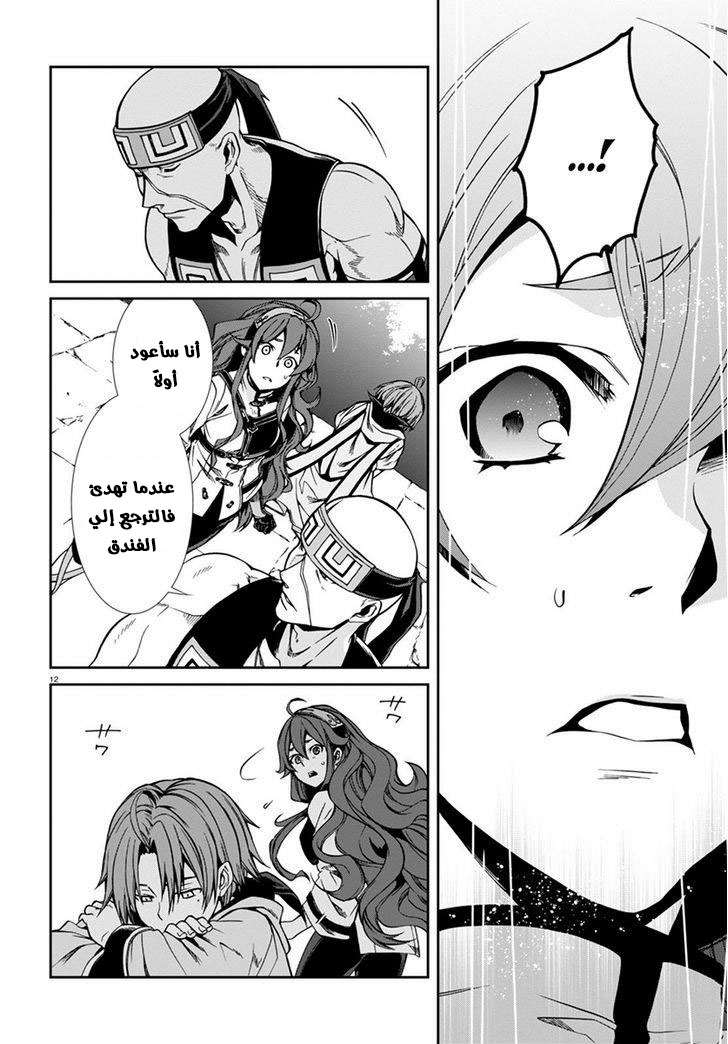 ....!
أنا سأعود
أولاً
عندما تهدئ
فالترجع إلي
الفندق
12
ザワ
ザワ